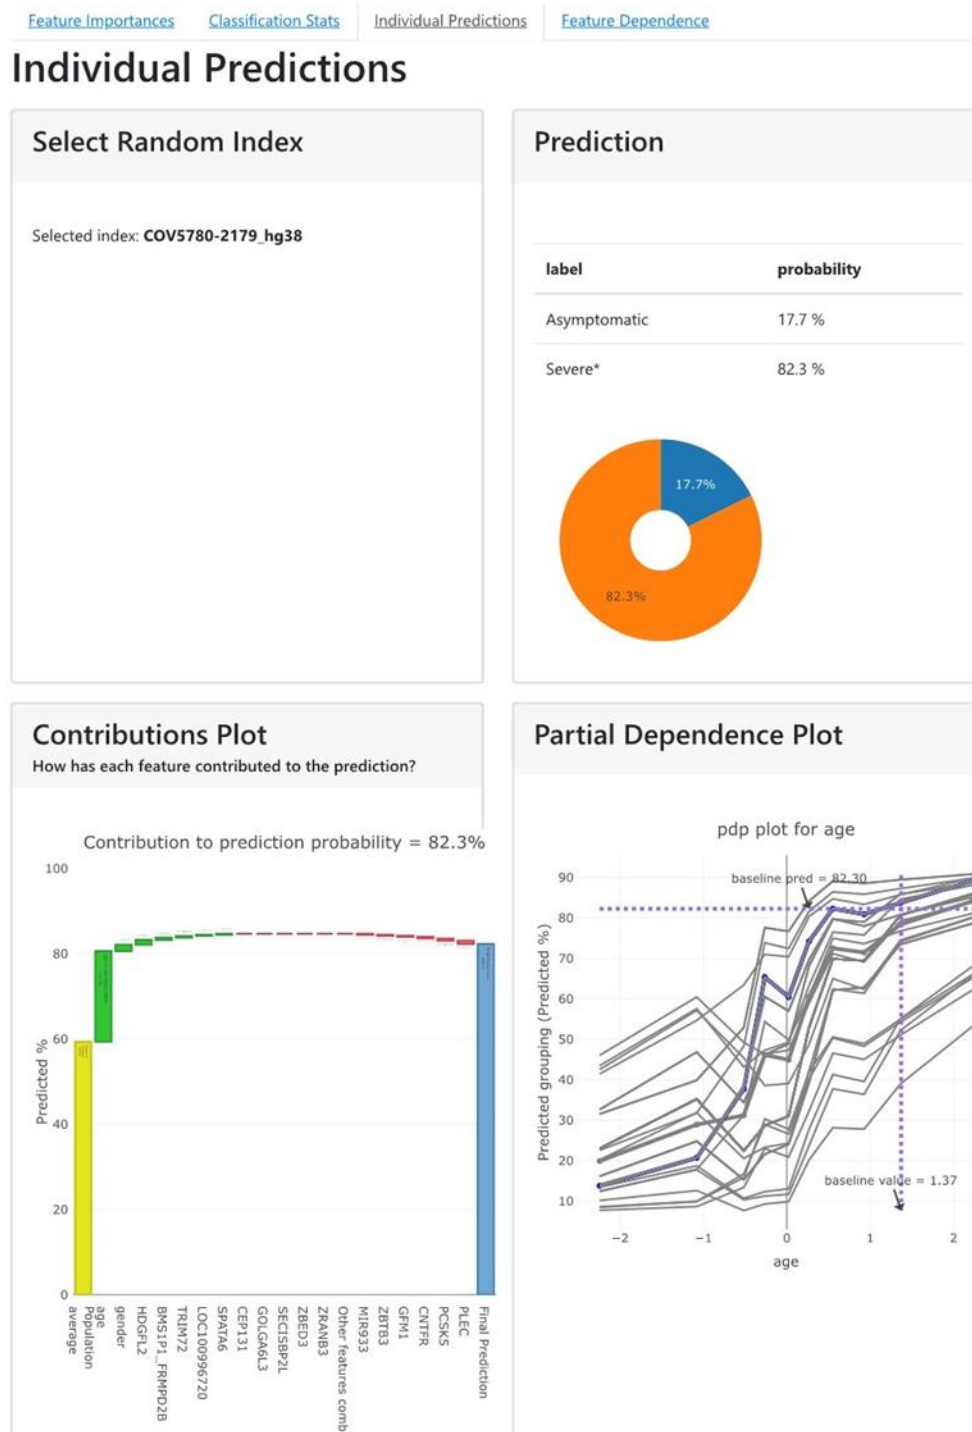 Feature Importances Classification Stats Individual Predictions Feature Dependence
Individual Predictions
Select Random Index
Selected index: COV5780-2179_hg38
Prediction
label probability
Asymptomatic 17.7 %
Severe* 82.3 %
17.7%
82.3%
Contributions Plot
How has each feature contributed to the prediction?
Contribution to prediction probability = 82.3%
100
80
60
40
20
0
Predicted %
Population
average
age
gender
HDGFL2
BMS1P1_FRMPD2B
TRIM72
LOC100996720
SPATA6
CEP131
GOLGA6L3
SECISBP2L
ZBED3
ZRANB3
Other features comb
MIR933
ZBTB3
GFM1
CNTFR
PCSK5
PLEC
Final Prediction
Partial Dependence Plot
pdp plot for age
baseline pred = 82.30
90
80
70
60
50
40
30
20
10
Predicted grouping (Predicted %)
baseline value = 1.37
−2 −1 0 1 2
age